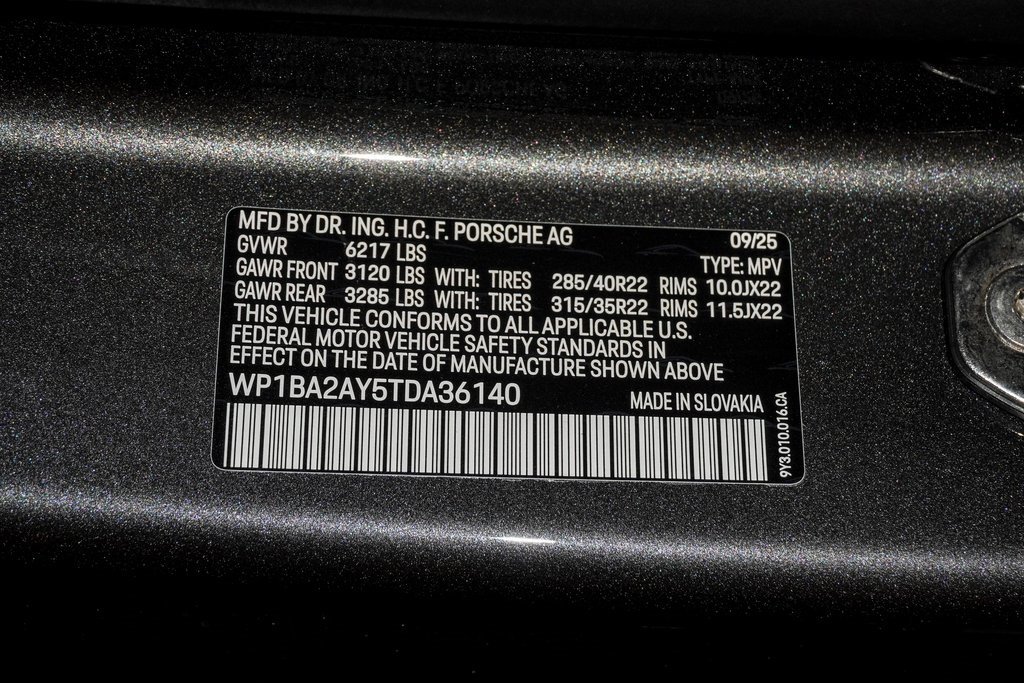 MFD BY DR. ING. H.C. F. PORSCHE AG 09/25
GVWR 6217 LBS TYPE: MPV
GAWR FRONT 3120 LBS WITH: TIRES 285/40R22 RIMS 10.0JX22
GAWR REAR 3285 LBS WITH: TIRES 315/35R22 RIMS 11.5JX22
THIS VEHICLE CONFORMS TO ALL APPLICABLE U.S.
FEDERAL MOTOR VEHICLE SAFETY STANDARDS IN
EFFECT ON THE DATE OF MANUFACTURE SHOWN ABOVE
WP1BA2AY5TDA36140 MADE IN SLOVAKIA
9Y3.010.016.CA